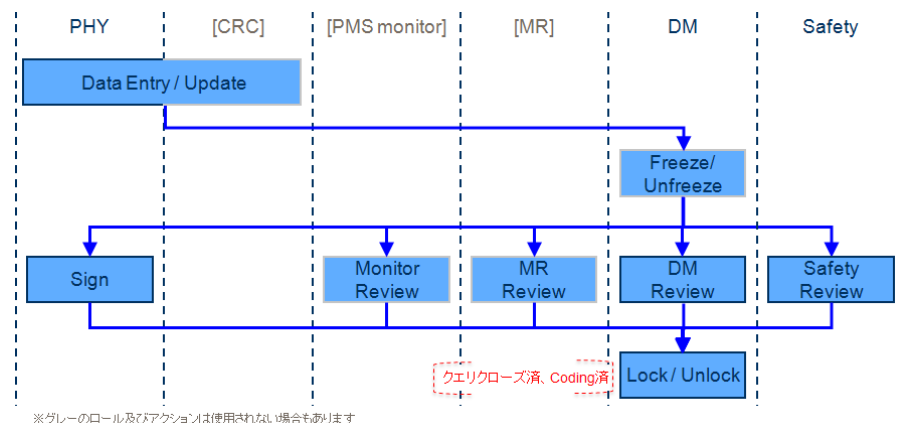 PHY [CRC] [PMS monitor] [MR] DM Safety
Data Entry / Update
Freeze/
Unfreeze
Sign
Monitor
Review
MR
Review
DM
Review
Safety
Review
クエリクローズ済、Coding済
Lock / Unlock
※グレーのロール及びアクションは使用されない場合もあります